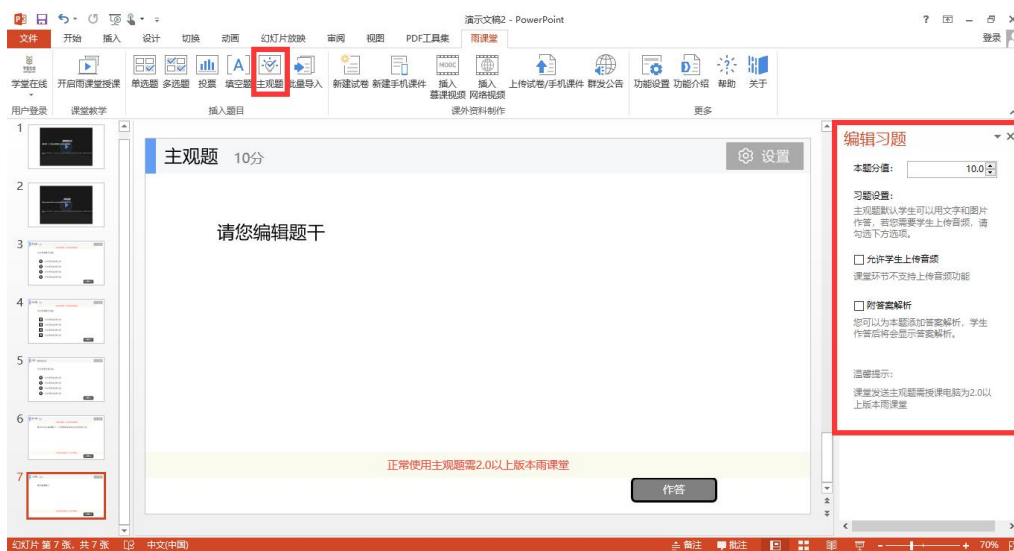 演示文稿2 - PowerPoint
文件 开始 插入 设计 切换 动画 幻灯片放映 审阅 视图 PDF工具集 雨课堂 登录
学堂在线 开启雨课堂授课 单选题 多选题 投票 填空题 主观题 批量导入 新建试卷 新建手机课件 插入 慕课视频 插入 网络视频 上传试卷/手机课件 群发公告 功能设置 功能介绍 帮助 关于
用户登录 课堂教学 插入题目 课外资料制作 更多
1
2
3
4
5
6
7
主观题 10分 设置
请您编辑题干
正常使用主观题需2.0以上版本雨课堂
作答
编辑习题
本题分值： 10.0
习题设置：
主观题默认学生可以用文字和图片
作答，若您需要学生上传音频，请
勾选下方选项。
允许学生上传音频
课堂环节不支持上传音频功能
附答案解析
您可以为本题添加答案解析，学生
作答后将会显示答案解析。
温馨提示：
课堂发送主观题需授课电脑为2.0以
上版本雨课堂
幻灯片 第 7 张，共 7 张 中文(中国) 备注 批注 70%